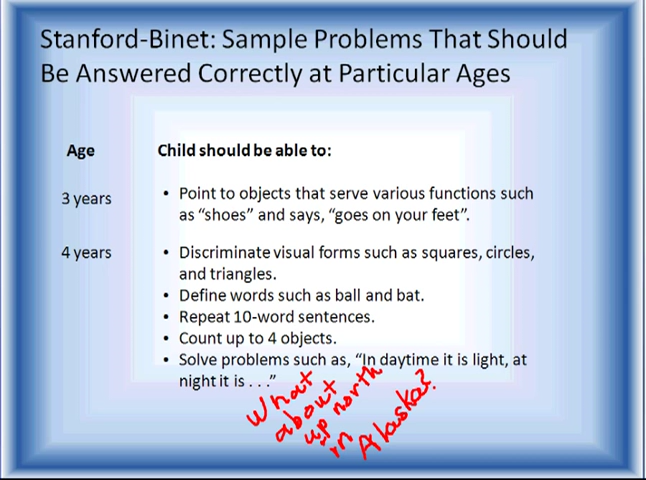 Stanford-Binet: Sample Problems That Should
Be Answered Correctly at Particular Ages
Age Child should be able to:
3 years • Point to objects that serve various functions such
as “shoes” and says, “goes on your feet”.
4 years • Discriminate visual forms such as squares, circles,
and triangles.
• Define words such as ball and bat.
• Repeat 10-word sentences.
• Count up to 4 objects.
• Solve problems such as, “In daytime it is light, at
night it is . . .”
What
about
up north
in
Alaska?